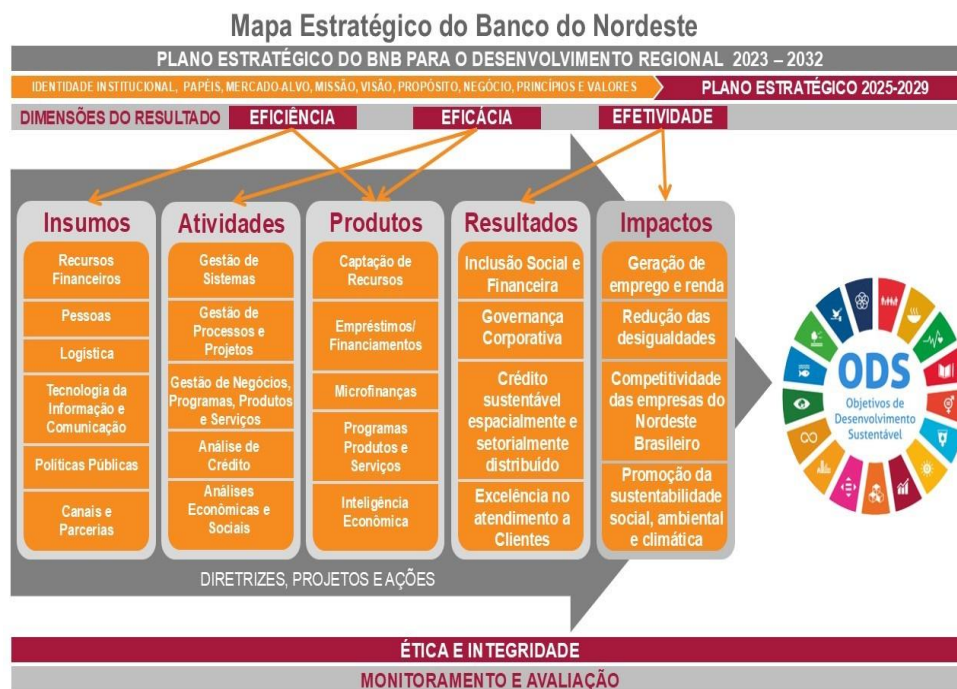 Mapa Estratégico do Banco do Nordeste
PLANO ESTRATÉGICO DO BNB PARA O DESENVOLVIMENTO REGIONAL 2023 – 2032
IDENTIDADE INSTITUCIONAL, PAPÉIS, MERCADO-ALVO, MISSÃO, VISÃO, PROPÓSITO, NEGÓCIO, PRINCÍPIOS E VALORES
PLANO ESTRATÉGICO 2025-2029
DIMENSÕES DO RESULTADO
EFICIÊNCIA
EFICÁCIA
EFETIVIDADE
Insumos
Recursos
Financeiros
Pessoas
Logística
Tecnologia da
Informação e
Comunicação
Políticas Públicas
Canais e
Parcerias
Atividades
Gestão de
Sistemas
Gestão de
Processos e
Projetos
Gestão de Negócios,
Programas, Produtos
e Serviços
Análise de
Crédito
Análises
Econômicas e
Sociais
Produtos
Captação de
Recursos
Empréstimos/
Financiamentos
Microfinanças
Programas
Produtos e
Serviços
Inteligência
Econômica
Resultados
Inclusão Social e
Financeira
Governança
Corporativa
Crédito
sustentável
espacialmente e
setorialmente
distribuído
Excelência no
atendimento a
Clientes
Impactos
Geração de
emprego e renda
Redução das
desigualdades
Competitividade
das empresas do
Nordeste
Brasileiro
Promoção da
sustentabilidade
social, ambiental
e climática
ODS
Objetivos de
Desenvolvimento
Sustentável
DIRETRIZES, PROJETOS E AÇÕES
ÉTICA E INTEGRIDADE
MONITORAMENTO E AVALIAÇÃO